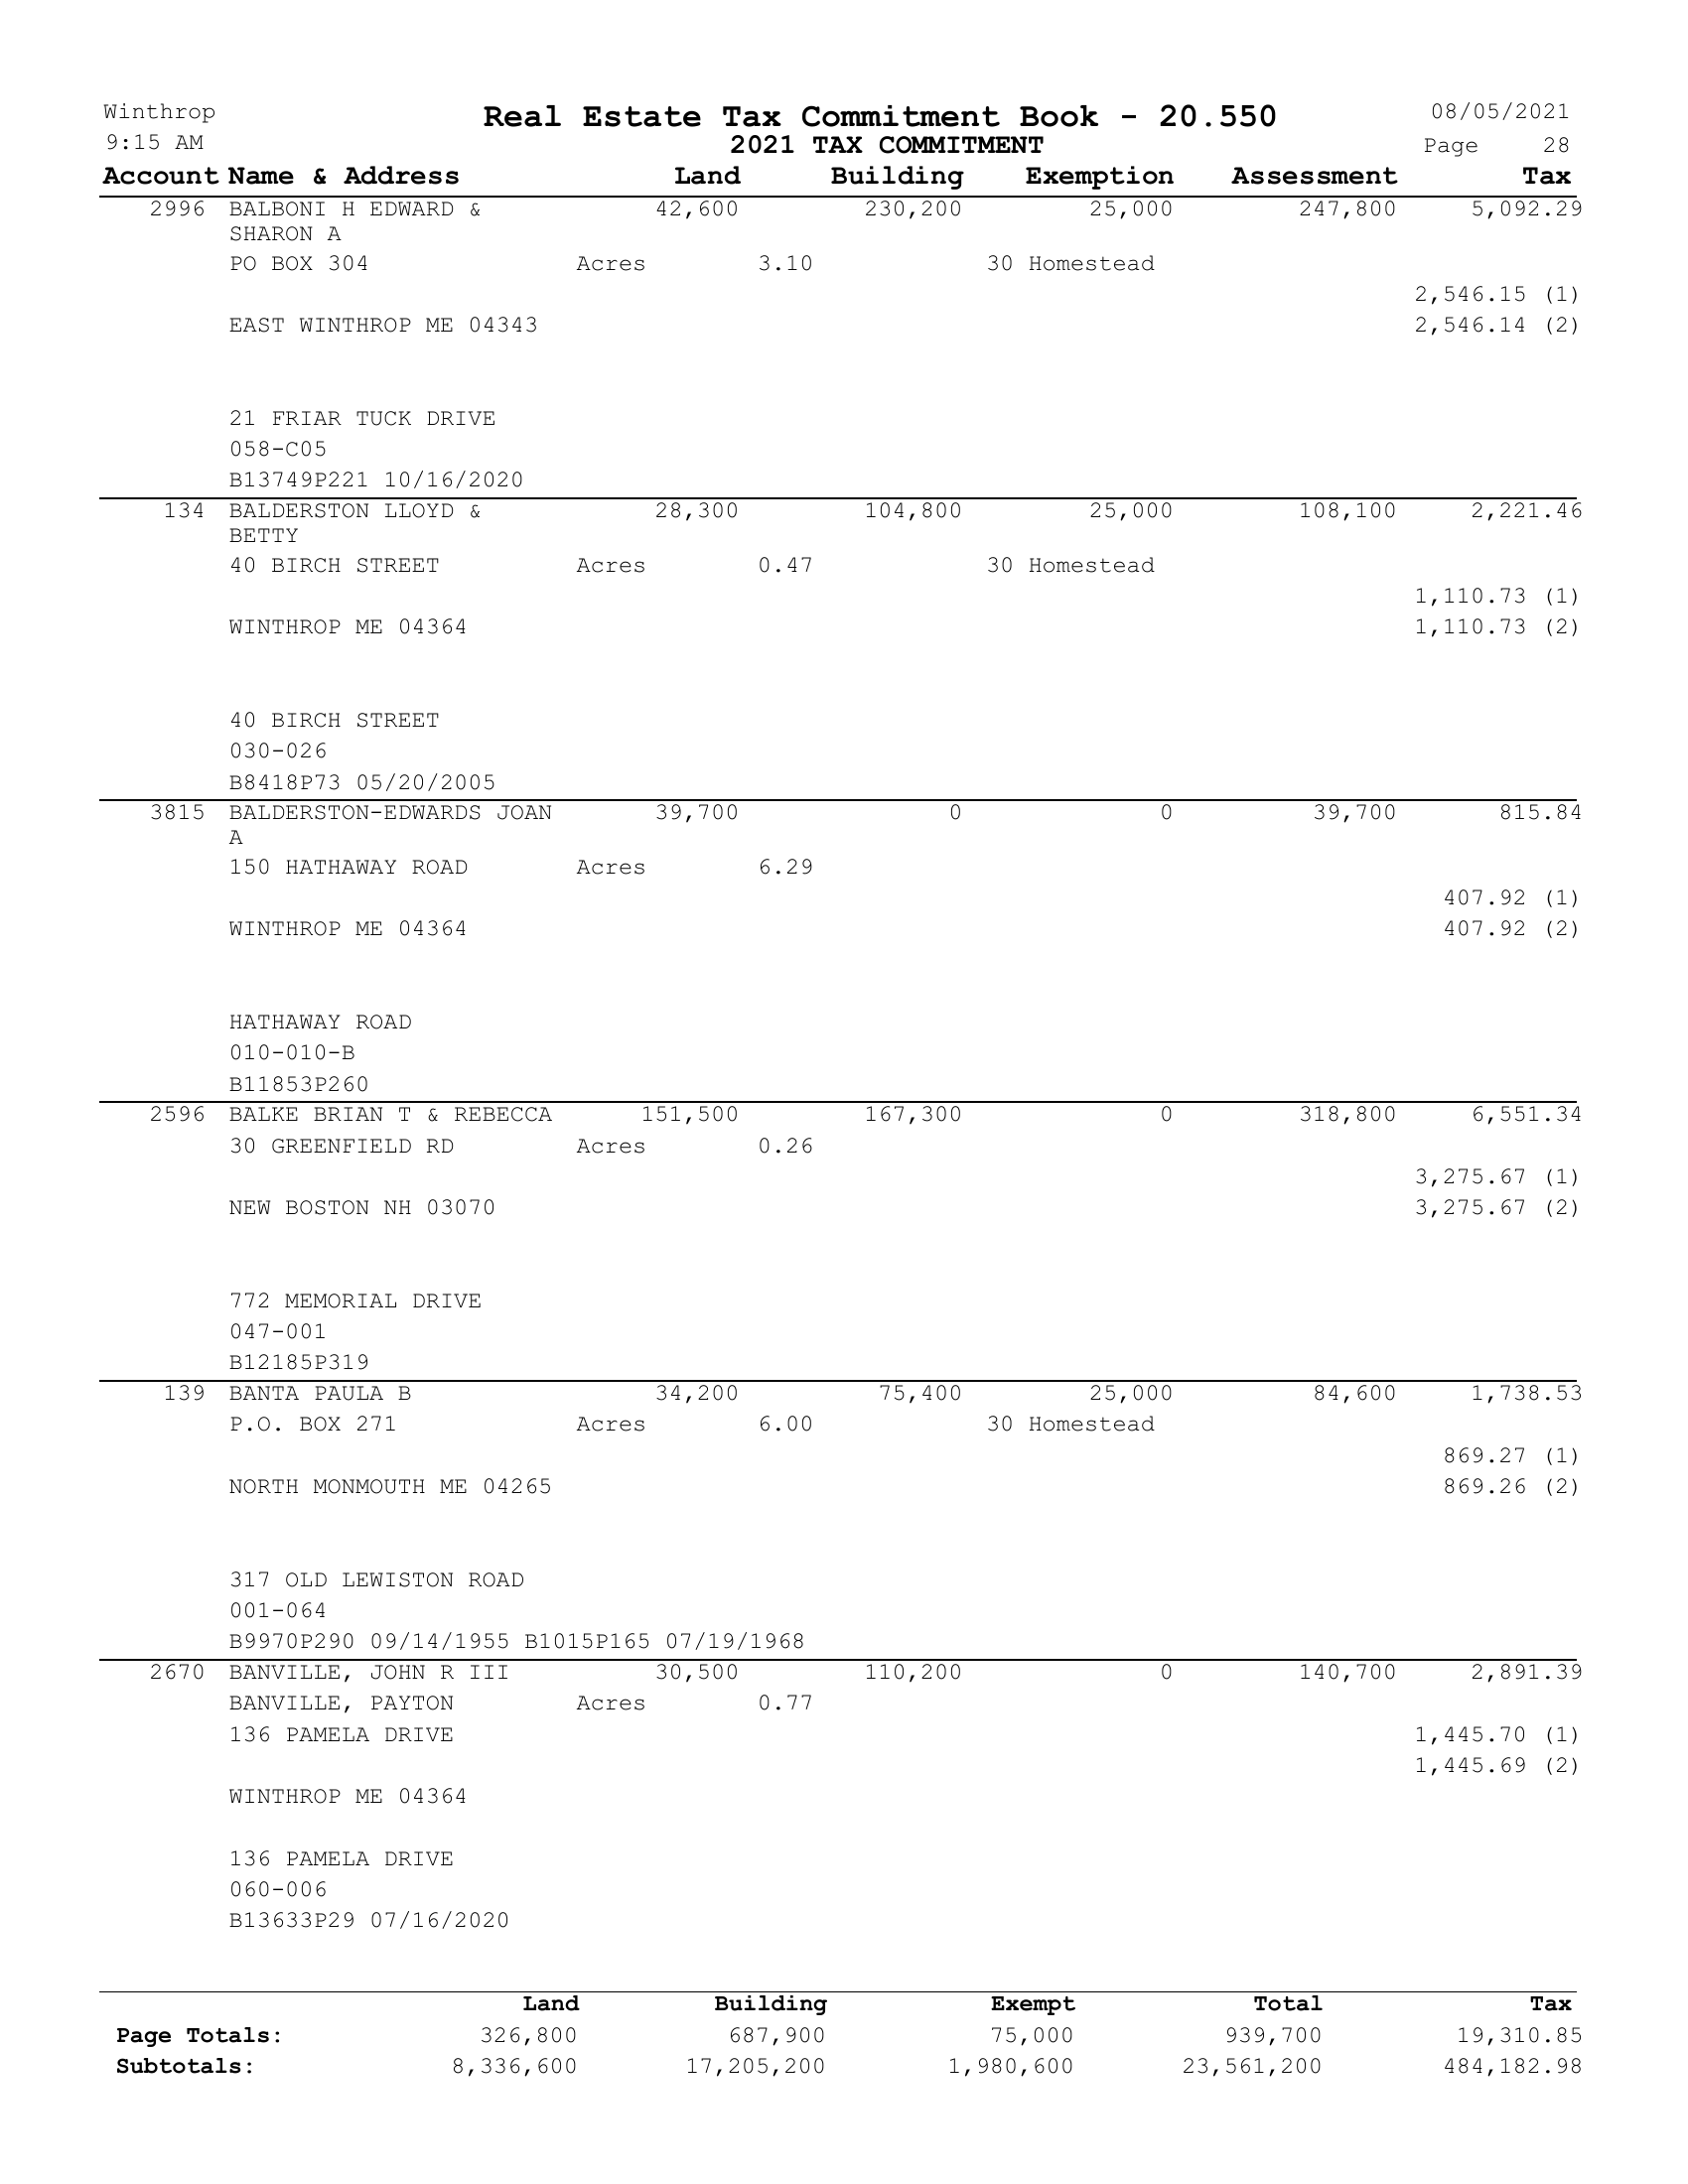 Winthrop Real Estate Tax Commitment Book - 20.550 08/05/2021
9:15 AM 2021 TAX COMMITMENT Page 28
Account Name & Address Land Building Exemption Assessment Tax
2996 BALBONI H EDWARD & 42,600 230,200 25,000 247,800 5,092.29
SHARON A
PO BOX 304 Acres 3.10 30 Homestead
2,546.15 (1)
EAST WINTHROP ME 04343 2,546.14 (2)
21 FRIAR TUCK DRIVE
058-C05
B13749P221 10/16/2020
134 BALDERSTON LLOYD & 28,300 104,800 25,000 108,100 2,221.46
BETTY
40 BIRCH STREET Acres 0.47 30 Homestead
1,110.73 (1)
WINTHROP ME 04364 1,110.73 (2)
40 BIRCH STREET
030-026
B8418P73 05/20/2005
3815 BALDERSTON-EDWARDS JOAN 39,700 0 0 39,700 815.84
A
150 HATHAWAY ROAD Acres 6.29
407.92 (1)
WINTHROP ME 04364 407.92 (2)
HATHAWAY ROAD
010-010-B
B11853P260
2596 BALKE BRIAN T & REBECCA 151,500 167,300 0 318,800 6,551.34
30 GREENFIELD RD Acres 0.26
3,275.67 (1)
NEW BOSTON NH 03070 3,275.67 (2)
772 MEMORIAL DRIVE
047-001
B12185P319
139 BANTA PAULA B 34,200 75,400 25,000 84,600 1,738.53
P.O. BOX 271 Acres 6.00 30 Homestead
869.27 (1)
NORTH MONMOUTH ME 04265 869.26 (2)
317 OLD LEWISTON ROAD
001-064
B9970P290 09/14/1955 B1015P165 07/19/1968
2670 BANVILLE, JOHN R III 30,500 110,200 0 140,700 2,891.39
BANVILLE, PAYTON Acres 0.77
136 PAMELA DRIVE 1,445.70 (1)
1,445.69 (2)
WINTHROP ME 04364
136 PAMELA DRIVE
060-006
B13633P29 07/16/2020
Land Building Exempt Total Tax
Page Totals: 326,800 687,900 75,000 939,700 19,310.85
Subtotals: 8,336,600 17,205,200 1,980,600 23,561,200 484,182.98